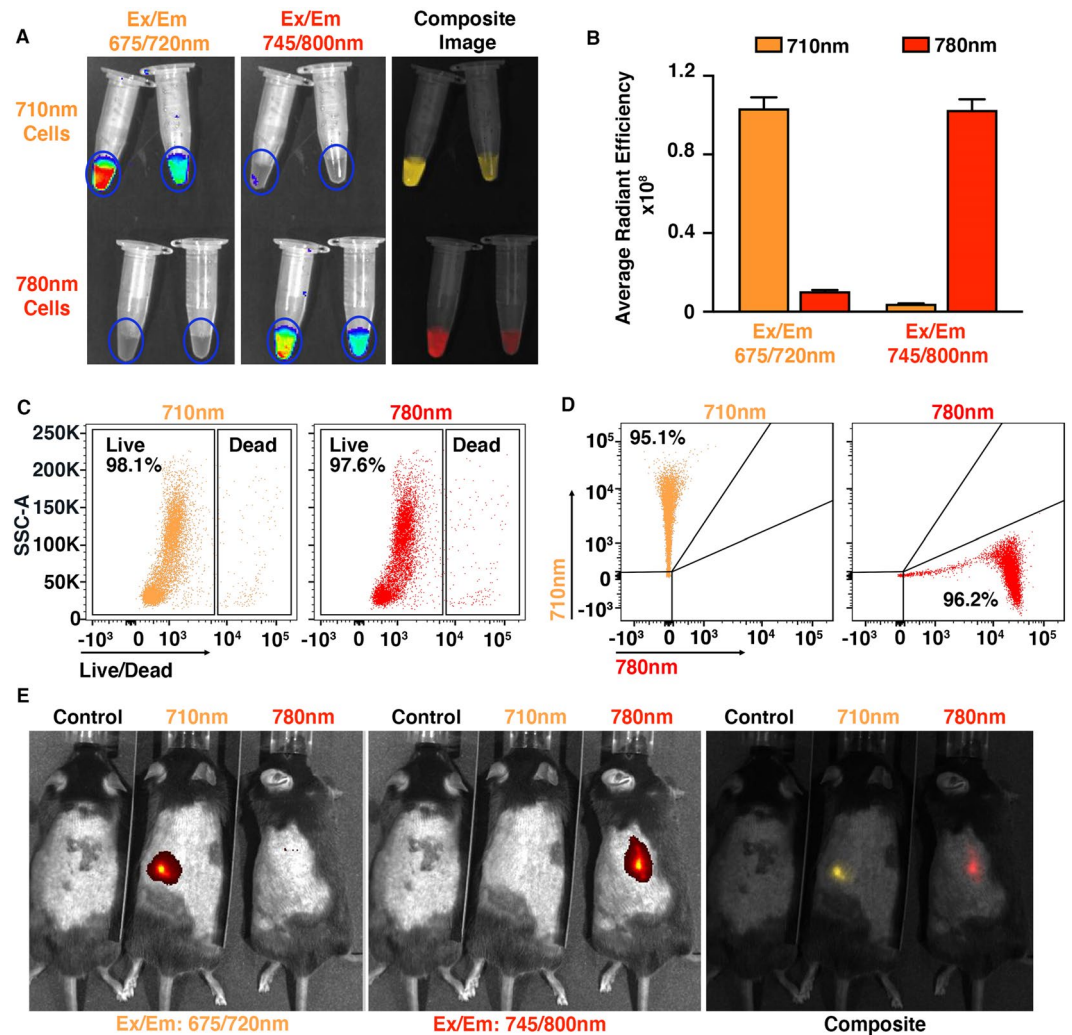 A
Ex/Em
675/720nm
Ex/Em
745/800nm
Composite
Image
710nm
Cells
780nm
Cells
B
710nm
780nm
Average Radiant Efficiency
x10⁸
1.2
0.8
0.4
0
Ex/Em
675/720nm
Ex/Em
745/800nm
C
710nm
780nm
SSC-A
250K
200K
150K
100K
50K
0
Live
98.1%
Dead
Live
97.6%
Dead
-10³ 0 10³ 10⁴ 10⁵
-10³ 0 10³ 10⁴ 10⁵
Live/Dead
D
710nm
780nm
710nm
10⁵
10⁴
10³
0
-10³
95.1%
96.2%
0 10³ 10⁴ 10⁵
0 10³ 10⁴ 10⁵
780nm
E
Control 710nm 780nm
Control 710nm 780nm
Control 710nm 780nm
Ex/Em: 675/720nm
Ex/Em: 745/800nm
Composite